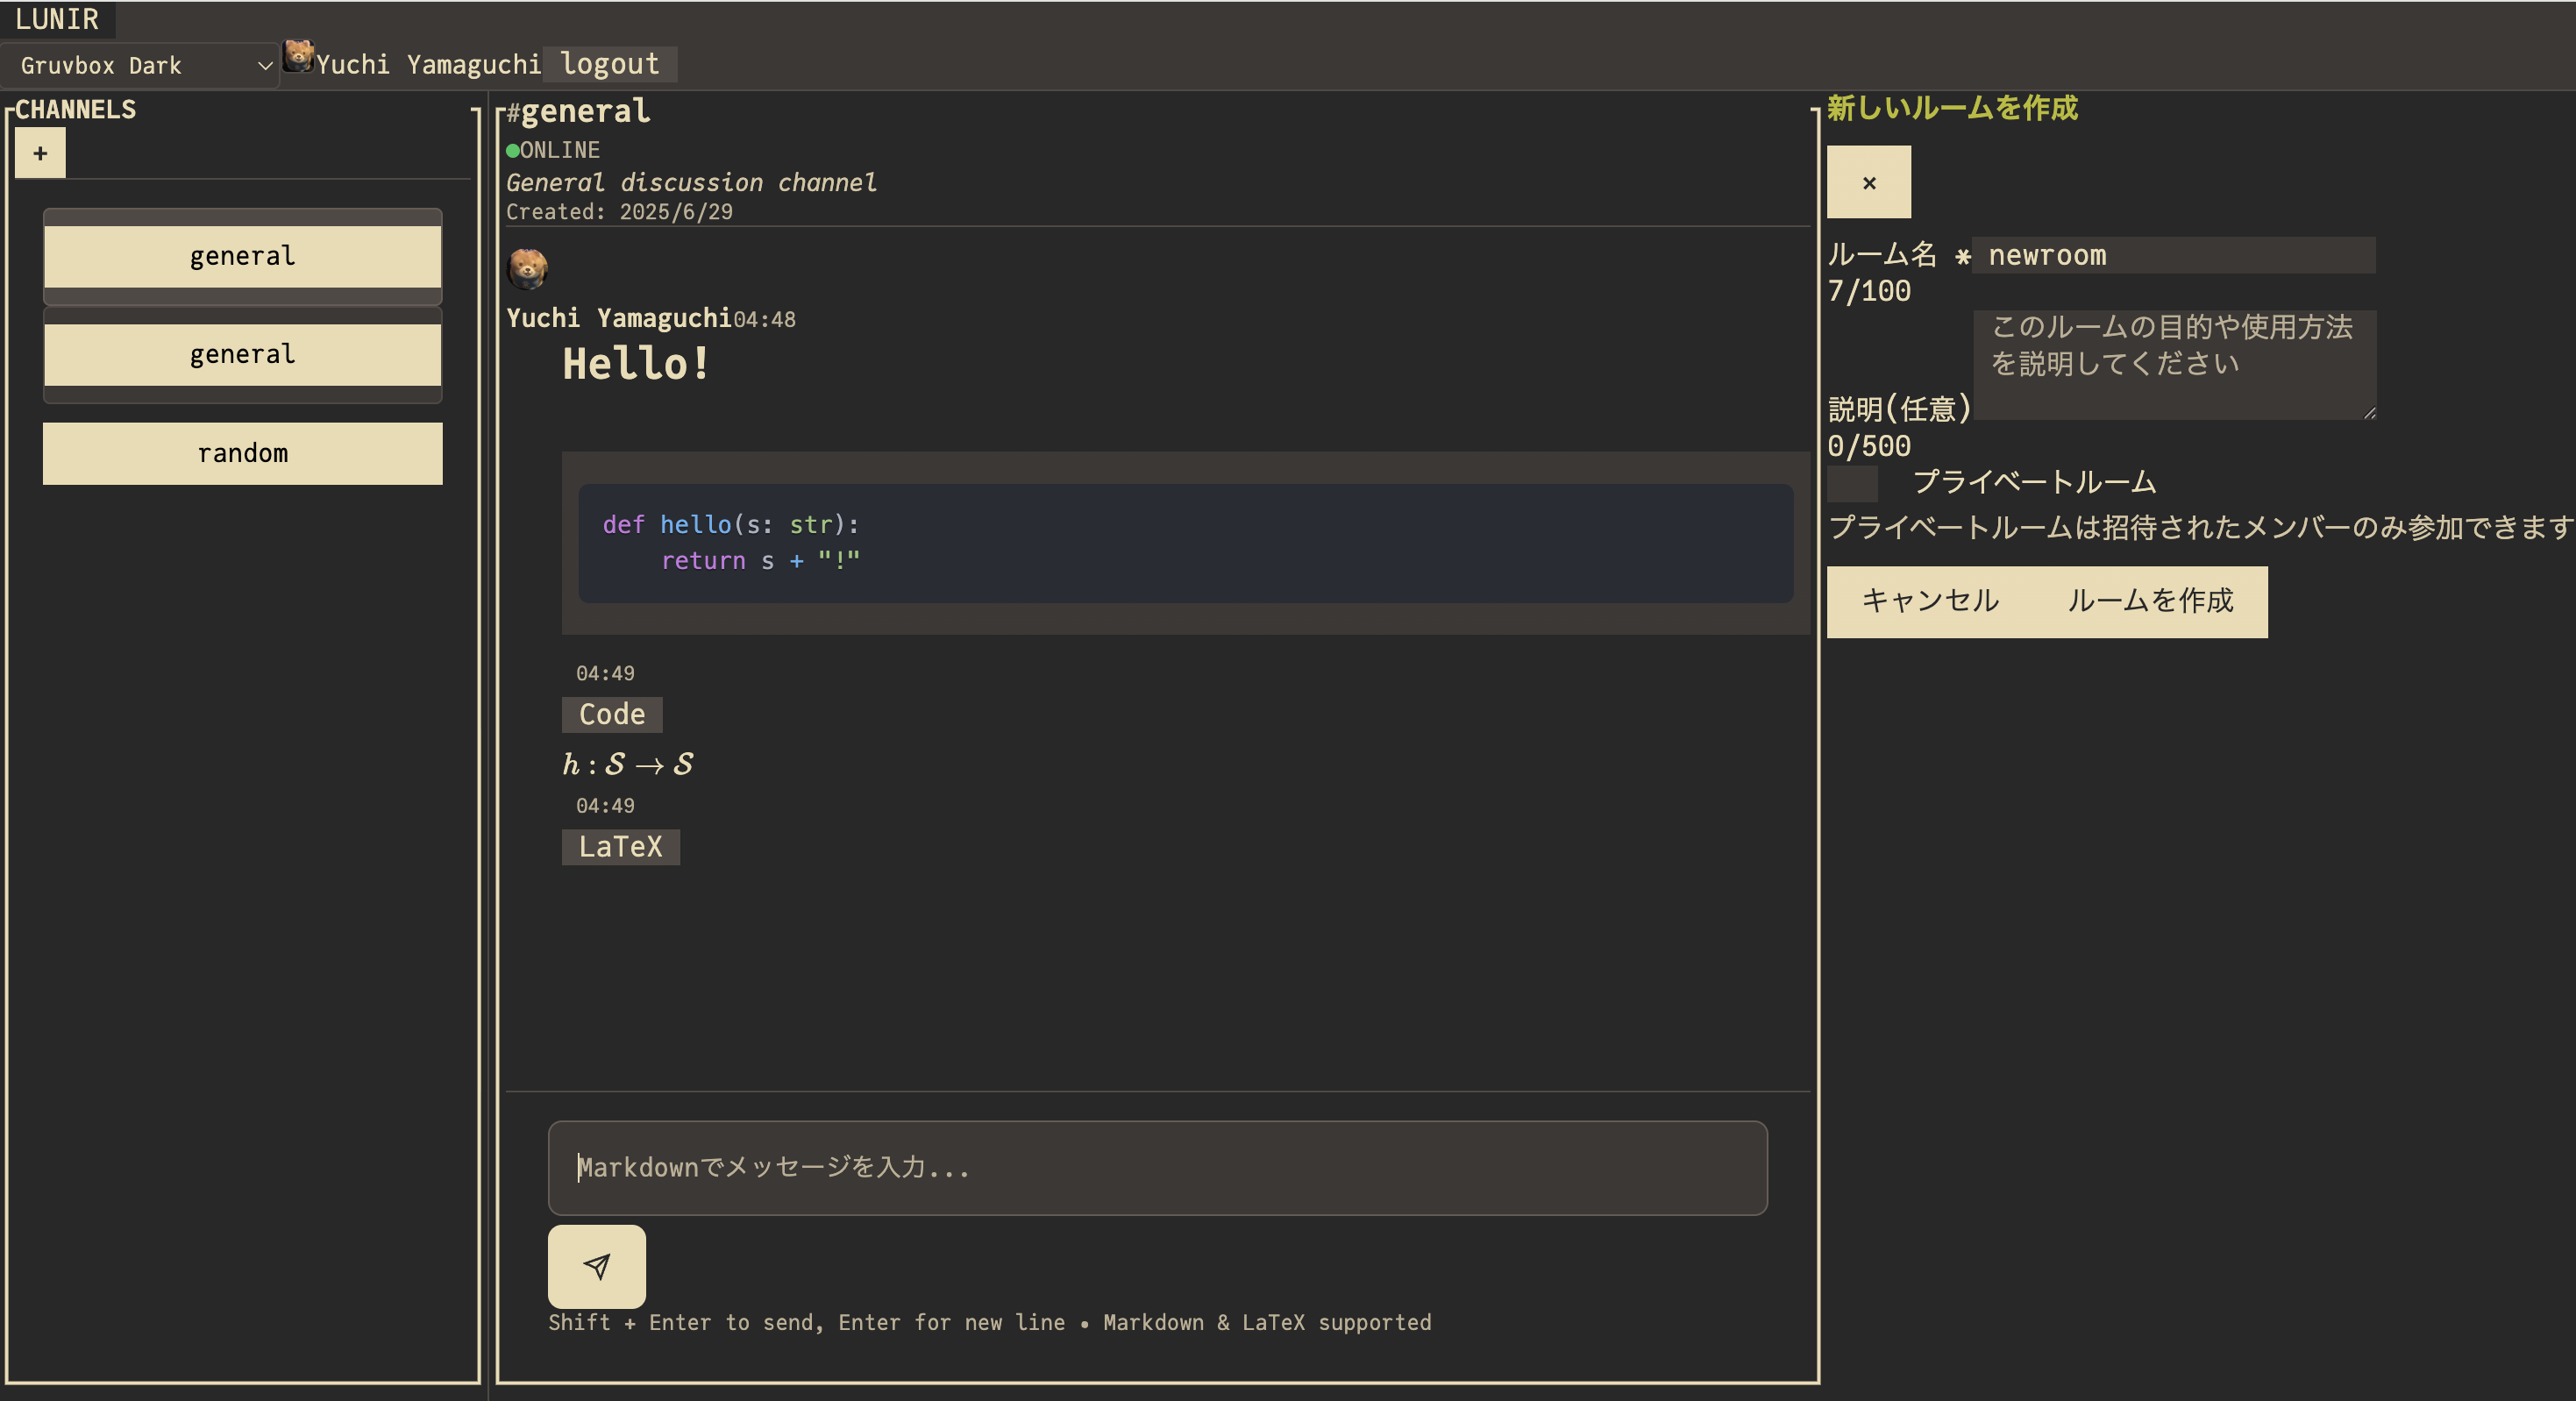 LUNIR
Gruvbox Dark
Yuchi Yamaguchi logout
CHANNELS
+
general
general
random
#general
ONLINE
General discussion channel
Created: 2025/6/29
Yuchi Yamaguchi04:48
Hello!
def hello(s: str):
    return s + "!"
04:49
Code
h : 𝒮 → 𝒮
04:49
LaTeX
Markdownでメッセージを入力...
Shift + Enter to send, Enter for new line • Markdown & LaTeX supported
新しいルームを作成
×
ルーム名 * newroom
7/100
このルームの目的や使用方法
を説明してください
説明(任意)
0/500
プライベートルーム
プライベートルームは招待されたメンバーのみ参加できます
キャンセル ルームを作成